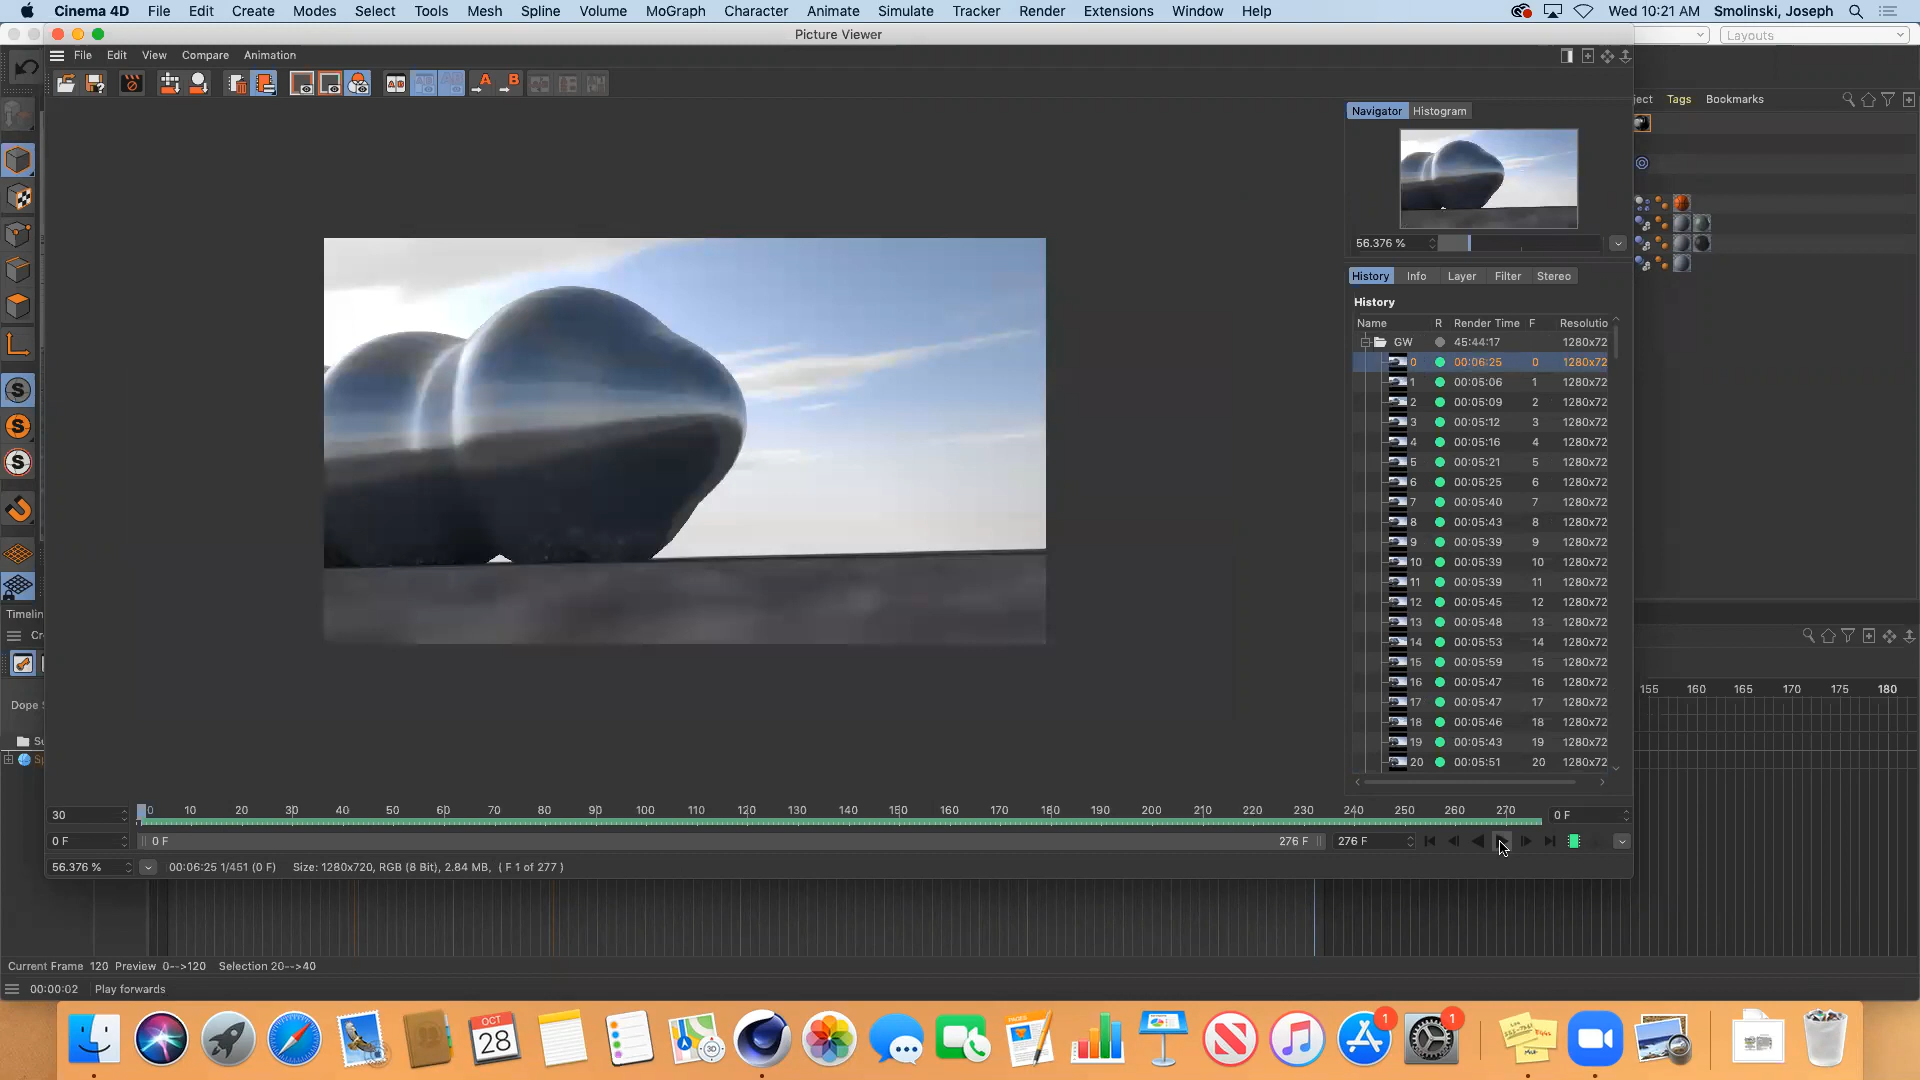 Cinema 4D File Edit Create Modes Select Tools Mesh Spline Volume MoGraph Character Animate Simulate Tracker Render Extensions Window Help Wed 10:21 AM Smolinski, Joseph
Picture Viewer
Layouts
File Edit View Compare Animation
A B
Tags Bookmarks
Navigator Histogram
56.376 %
History Info Layer Filter Stereo
History
Name R Render Time F Resolutio
GW 45:44:17 1280x72
0 00:06:25 0 1280x72
1 00:05:06 1 1280x72
2 00:05:09 2 1280x72
3 00:05:12 3 1280x72
4 00:05:16 4 1280x72
5 00:05:21 5 1280x72
6 00:05:25 6 1280x72
7 00:05:40 7 1280x72
8 00:05:43 8 1280x72
9 00:05:39 9 1280x72
10 00:05:39 10 1280x72
11 00:05:39 11 1280x72
12 00:05:45 12 1280x72
13 00:05:48 13 1280x72
14 00:05:53 14 1280x72
15 00:05:59 15 1280x72
16 00:05:47 16 1280x72
17 00:05:47 17 1280x72
18 00:05:46 18 1280x72
19 00:05:43 19 1280x72
20 00:05:51 20 1280x72
Timelin
Dope
155 160 165 170 175 180
30 0 10 20 30 40 50 60 70 80 90 100 110 120 130 140 150 160 170 180 190 200 210 220 230 240 250 260 270 0 F
0 F 0 F 276 F 276 F
56.376 % 00:06:25 1/451 (0 F) Size: 1280x720, RGB (8 Bit), 2.84 MB, ( F 1 of 277 )
Current Frame 120 Preview 0-->120 Selection 20-->40
00:00:02 Play forwards
OCT
28
3D
PAGES
1
1